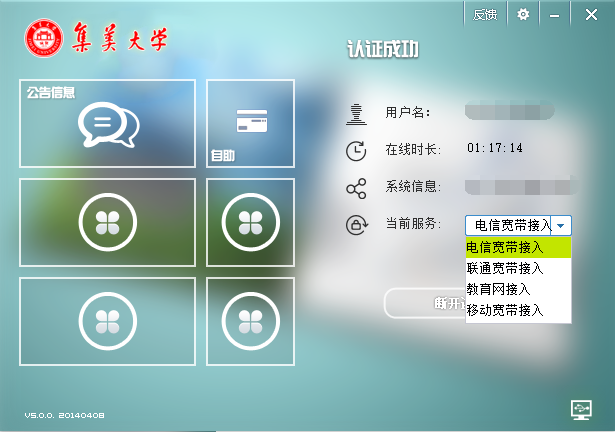 反馈
集美大学
认证成功
公告信息
自助
用户名：
在线时长: 01:17:14
系统信息:
当前服务: 电信宽带接入
电信宽带接入
联通宽带接入
教育网接入
移动宽带接入
断开
V5.0.0. 20140408